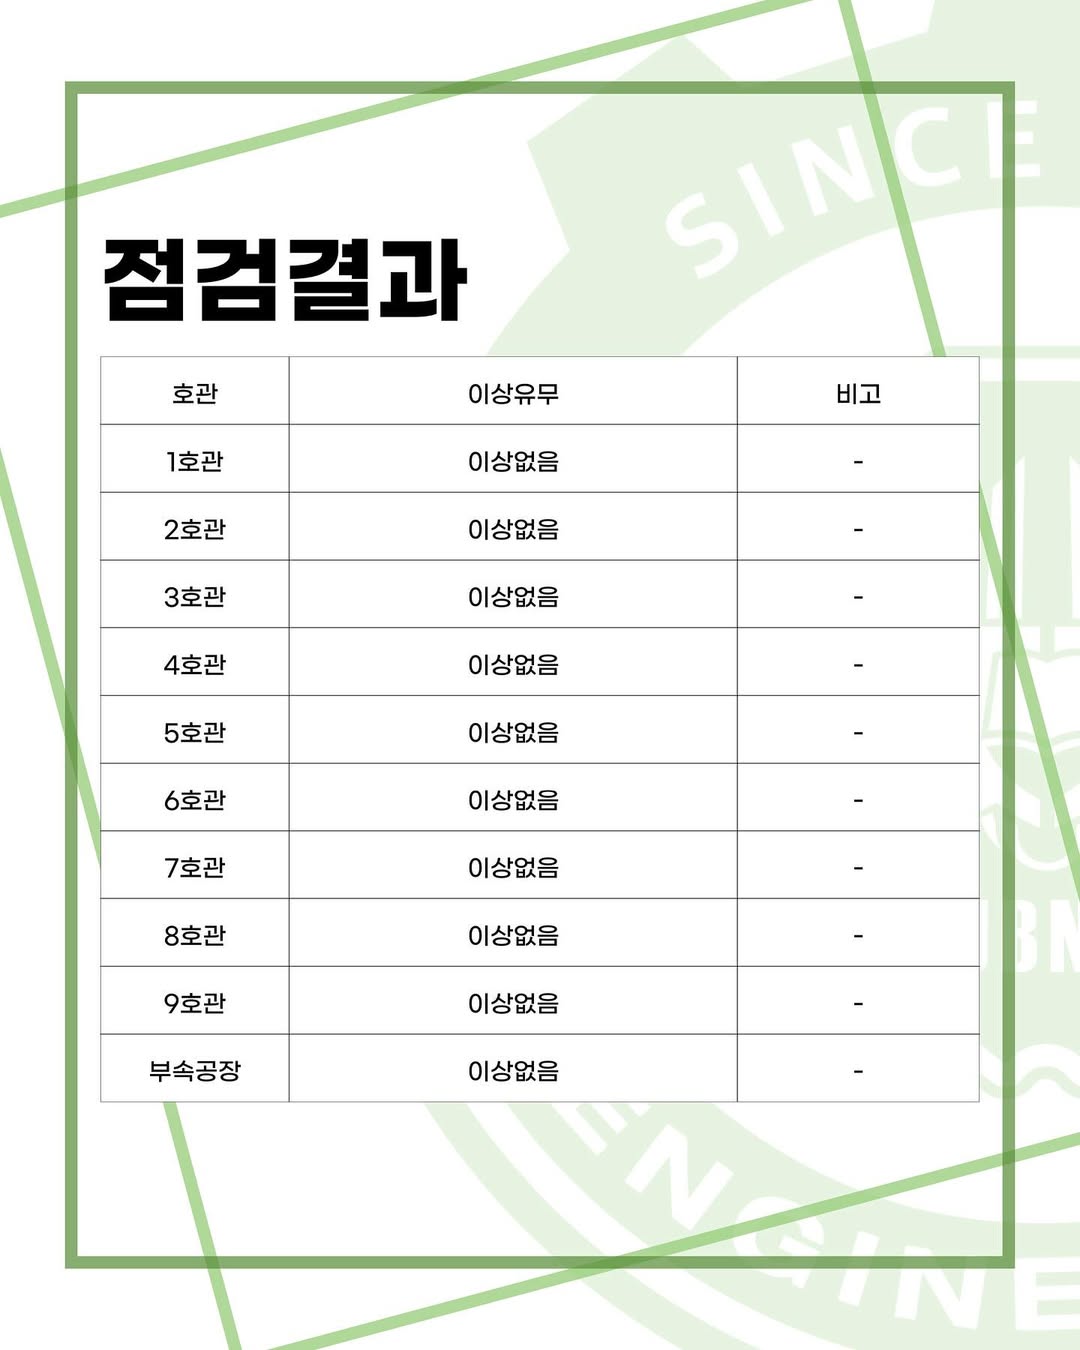 SINCE
점검결과
호관 이상유무 비고
1호관 이상없음 -
2호관 이상없음 -
3호관 이상없음 -
4호관 이상없음 -
5호관 이상없음 -
6호관 이상없음 -
7호관 이상없음 -
8호관 이상없음 -
9호관 이상없음 -
부속공장 이상없음 -